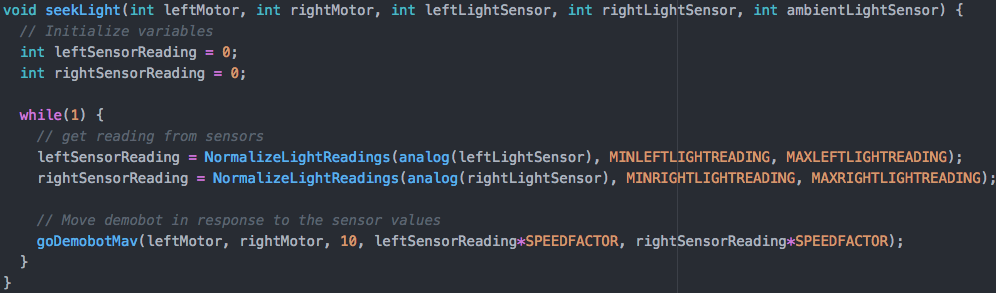 void seekLight(int leftMotor, int rightMotor, int leftLightSensor, int rightLightSensor, int ambientLightSensor) {
  // Initialize variables
  int leftSensorReading = 0;
  int rightSensorReading = 0;

  while(1) {
    // get reading from sensors
    leftSensorReading = NormalizeLightReadings(analog(leftLightSensor), MINLEFTLIGHTREADING, MAXLEFTLIGHTREADING);
    rightSensorReading = NormalizeLightReadings(analog(rightLightSensor), MINRIGHTLIGHTREADING, MAXRIGHTLIGHTREADING);

    // Move demobot in response to the sensor values
    goDemobotMav(leftMotor, rightMotor, 10, leftSensorReading*SPEEDFACTOR, rightSensorReading*SPEEDFACTOR);
  }
}